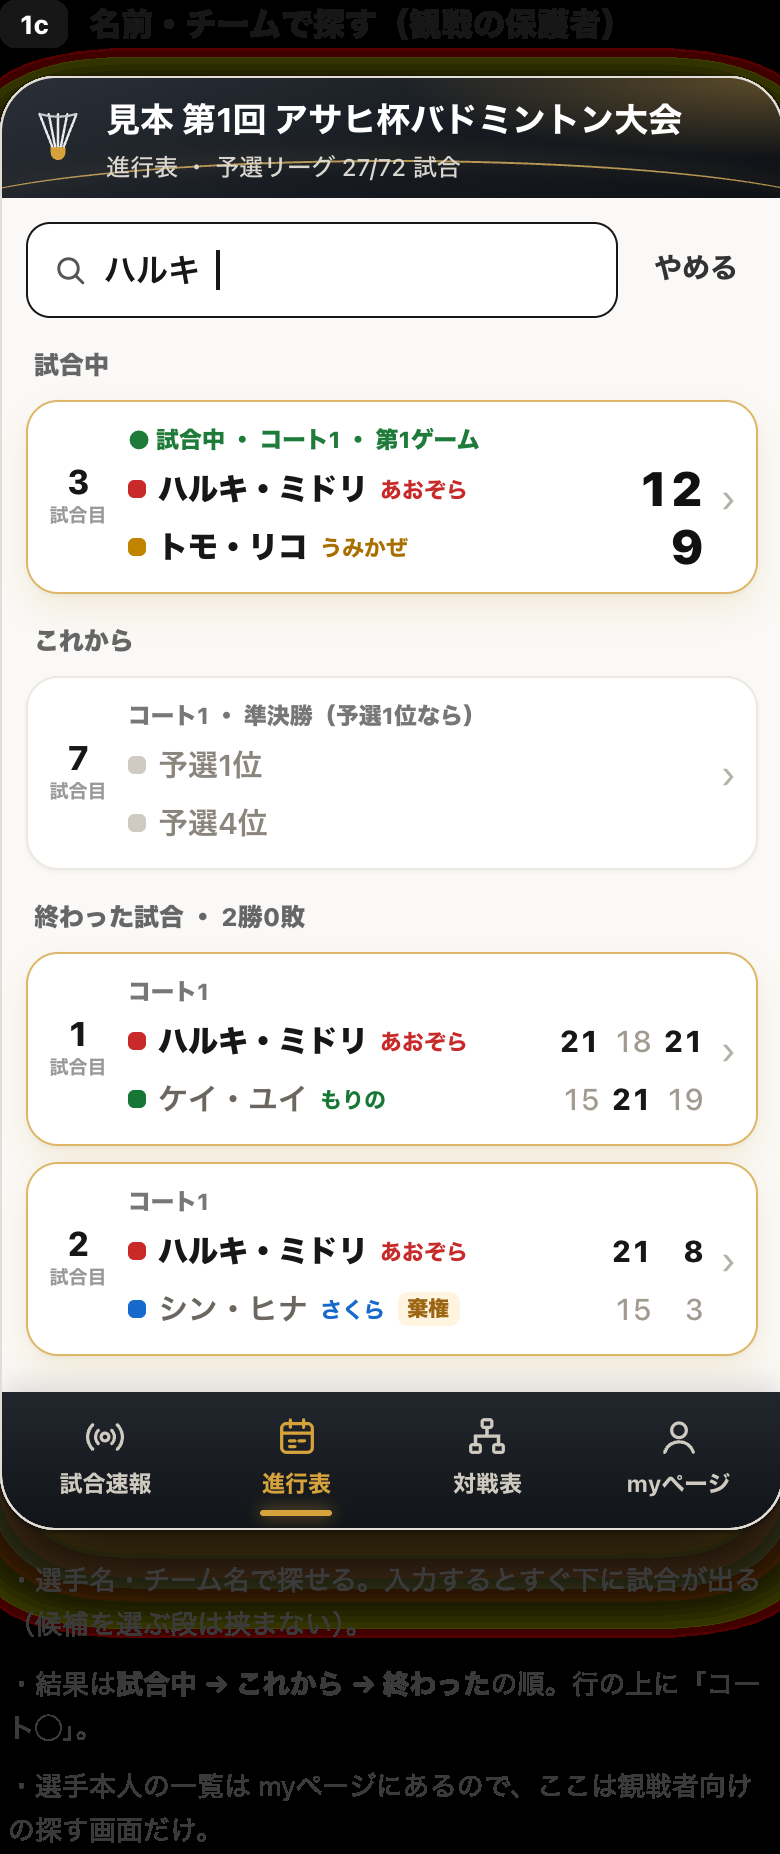 1c 名前・チームで探す（観戦の保護者）
見本 第1回 アサヒ杯バドミントン大会
進行表 ・ 予選リーグ 27/72 試合
ハルキ
やめる
試合中
試合中 ・ コート1 ・ 第1ゲーム
3
試合目
ハルキ・ミドリ あおぞら 12
トモ・リコ うみかぜ 9
これから
コート1 ・ 準決勝（予選1位なら）
7
試合目
予選1位
予選4位
終わった試合 ・ 2勝0敗
コート1
1
試合目
ハルキ・ミドリ あおぞら 21 18 21
ケイ・ユイ もりの 15 21 19
コート1
2
試合目
ハルキ・ミドリ あおぞら 21 8
シン・ヒナ さくら 棄権 15 3
試合速報 進行表 対戦表 myページ
・選手名・チーム名で探せる。入力するとすぐ下に試合が出る
（候補を選ぶ段は挟まない）。
・結果は試合中 → これから → 終わったの順。行の上に「コー
ト〇」。
・選手本人の一覧は myページにあるので、ここは観戦者向け
の探す画面だけ。